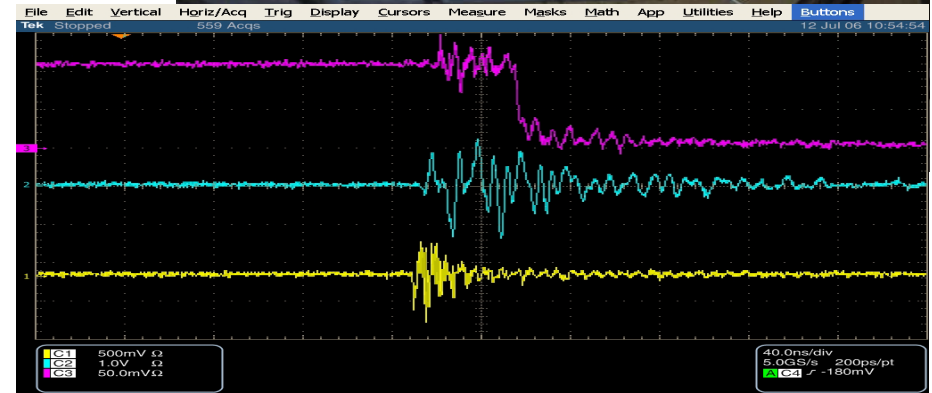 File Edit Vertical Horiz/Acq Trig Display Cursors Measure Masks Math App Utilities Help Buttons
Tek Stopped 559 Acqs 12 Jul 06 10:54:54
3
2
1
C1 500mV Ω
C2 1.0V Ω
C3 50.0mVΩ
40.0ns/div
5.0GS/s 200ps/pt
A C4 ∫ -180mV